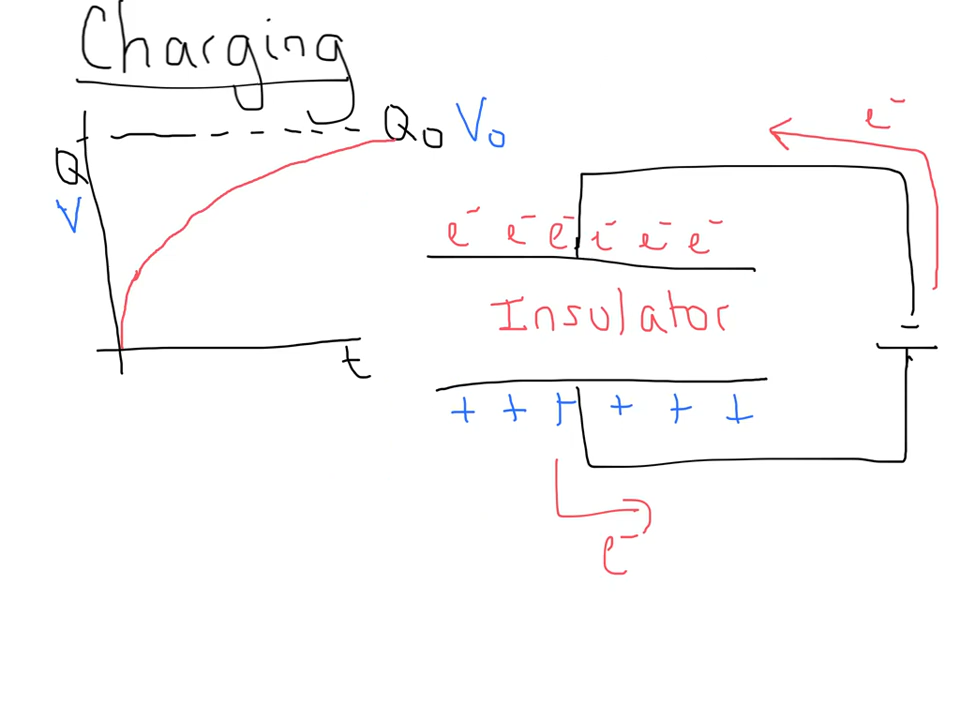 Charging
Q₀ V₀
Q
V
t
e⁻
e⁻ e⁻ e⁻ e⁻ e⁻ e⁻
Insulator
+ + + + + +
e⁻